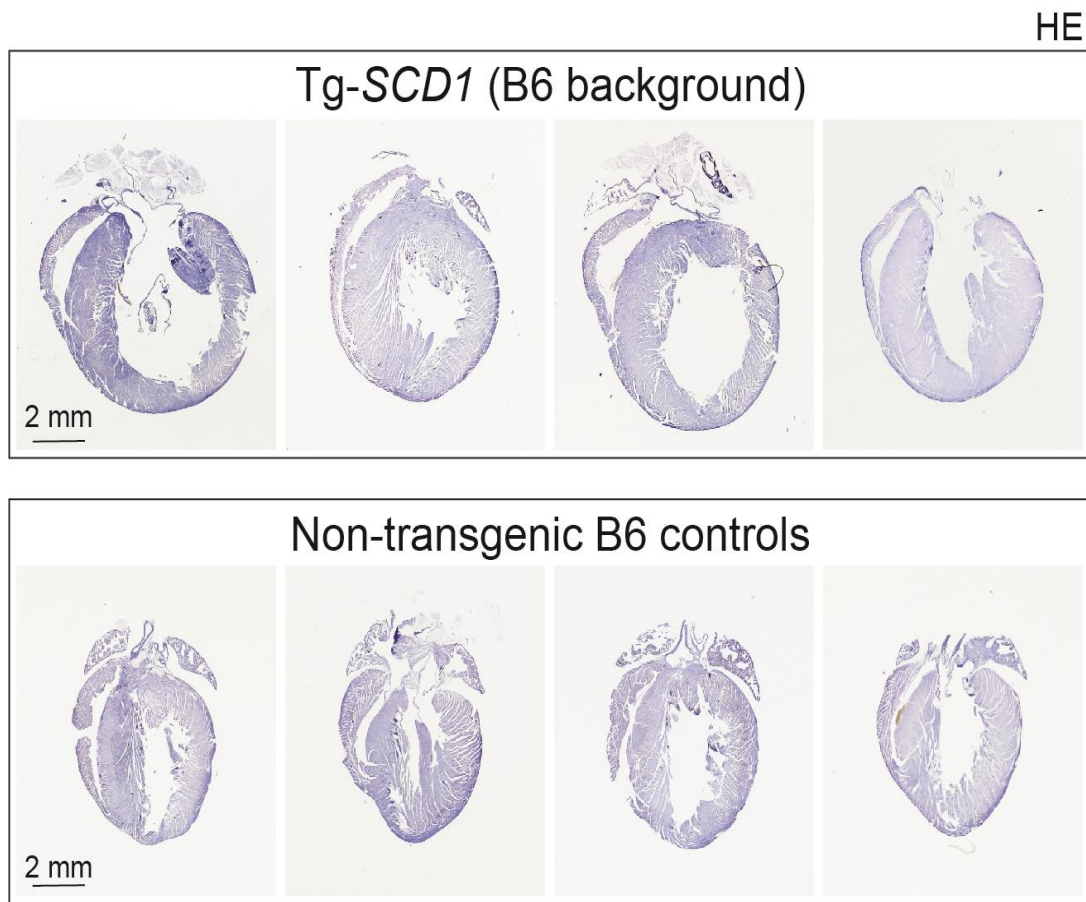 HE
Tg-SCD1 (B6 background)
2 mm
Non-transgenic B6 controls
2 mm